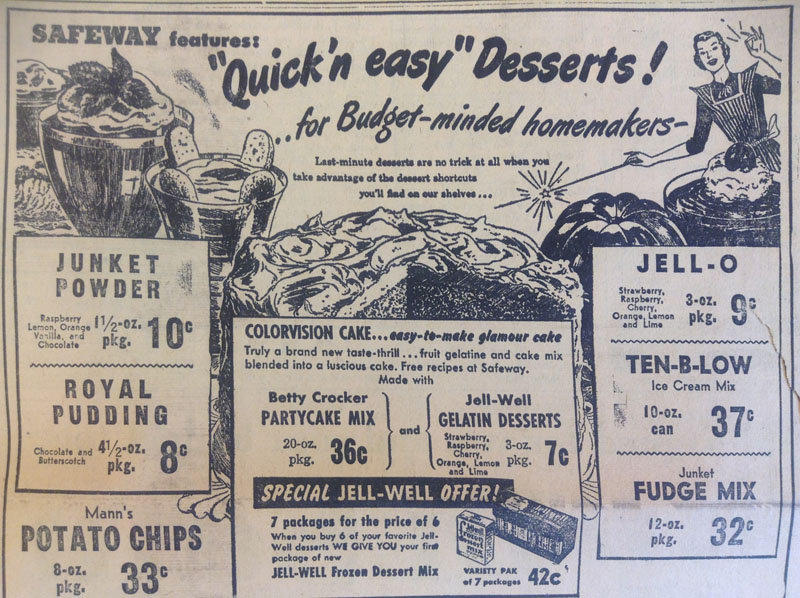 SAFEWAY features:
"Quick'n easy" Desserts!
..for Budget-minded homemakers-
Last-minute desserts are no trick at all when you
take advantage of the dessert shortcuts
you'll find on our shelves...
JUNKET
POWDER
Raspberry
Lemon, Orange
Vanilla, and
Chocolate
1 1/2-oz.
pkg.
10c
ROYAL
PUDDING
Chocolate and
Butterscotch
4 1/2-oz.
pkg.
8c
Mann's
POTATO CHIPS
8-oz.
pkg.
33c
COLORVISION CAKE...easy-to-make glamour cake
Truly a brand new taste-thrill...fruit gelatine and cake mix
blended into a luscious cake. Free recipes at Safeway.
Made with
Betty Crocker
PARTYCAKE MIX
20-oz.
pkg.
36c
and
Jell-Well
GELATIN DESSERTS
Strawberry,
Raspberry,
Cherry,
Orange, Lemon
and Lime
3-oz.
pkg.
7c
SPECIAL JELL-WELL OFFER!
7 packages for the price of 6
When you buy 6 of your favorite Jell-
Well desserts WE GIVE YOU your first
package of new
JELL-WELL Frozen Dessert Mix
Frozen
dessert
mix
VARIETY PAK
of 7 packages
42c
JELL-O
Strawberry,
Raspberry,
Cherry,
Orange, Lemon
and Lime
3-oz.
pkg.
9c
TEN-B-LOW
Ice Cream Mix
10-oz.
can
37c
Junket
FUDGE MIX
12-oz.
pkg.
32c